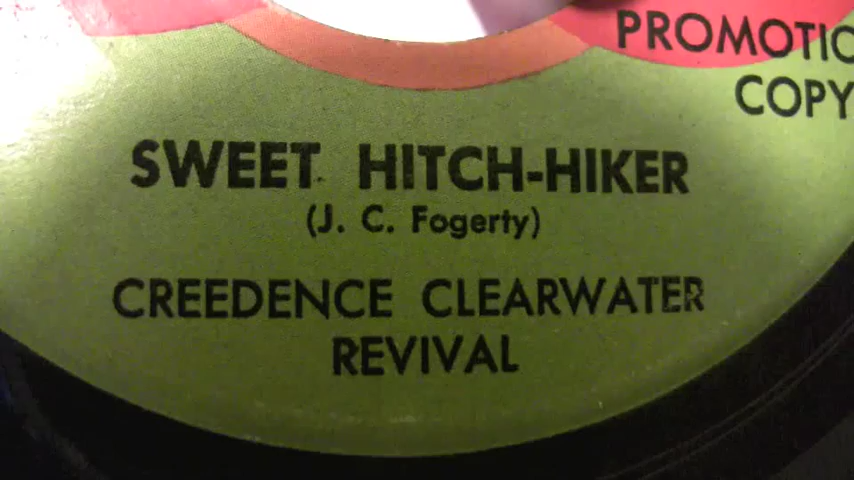 PROMOTIO
COPY
SWEET HITCH-HIKER
(J. C. Fogerty)
CREEDENCE CLEARWATER
REVIVAL